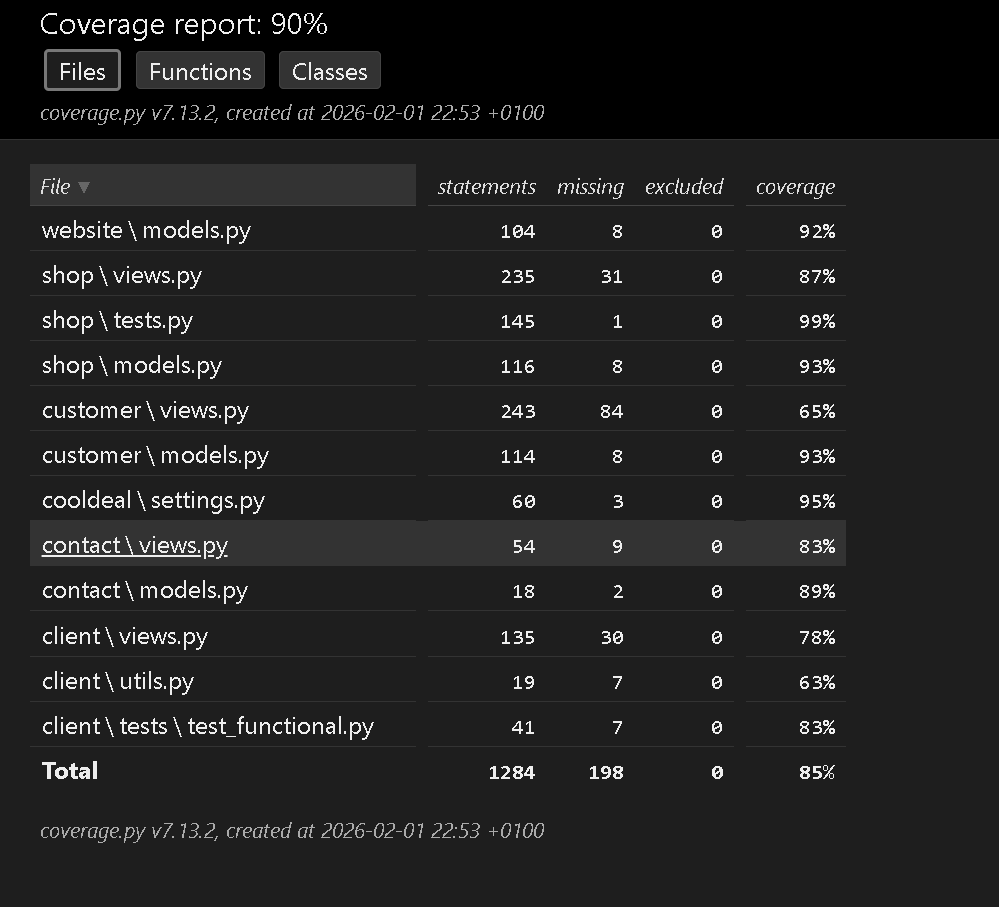 Coverage report: 90%
Files Functions Classes
coverage.py v7.13.2, created at 2026-02-01 22:53 +0100
File ▼ statements missing excluded coverage
website \ models.py 104 8 0 92%
shop \ views.py 235 31 0 87%
shop \ tests.py 145 1 0 99%
shop \ models.py 116 8 0 93%
customer \ views.py 243 84 0 65%
customer \ models.py 114 8 0 93%
cooldeal \ settings.py 60 3 0 95%
contact \ views.py 54 9 0 83%
contact \ models.py 18 2 0 89%
client \ views.py 135 30 0 78%
client \ utils.py 19 7 0 63%
client \ tests \ test_functional.py 41 7 0 83%
Total 1284 198 0 85%
coverage.py v7.13.2, created at 2026-02-01 22:53 +0100